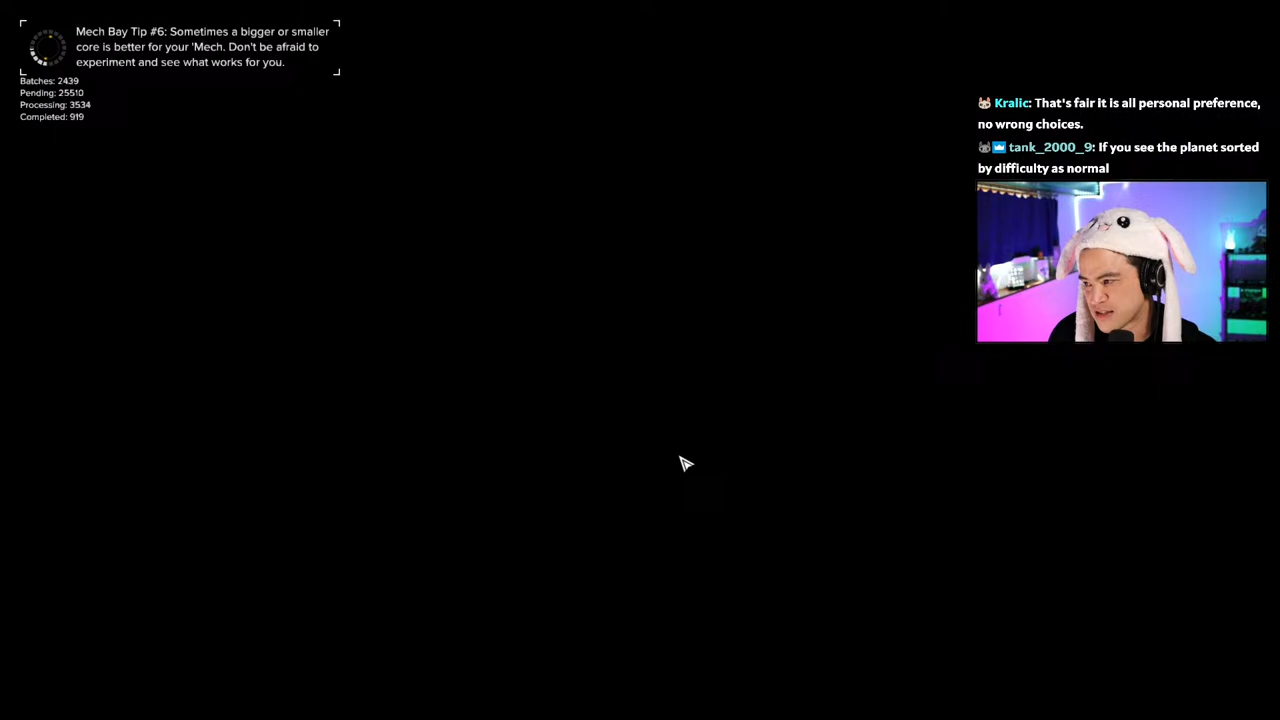 Mech Bay Tip #6: Sometimes a bigger or smaller
core is better for your 'Mech. Don't be afraid to
experiment and see what works for you.
Batches: 2439
Pending: 25510
Processing: 3534
Completed: 919
Kralic: That's fair it is all personal preference,
no wrong choices.
tank_2000_9: If you see the planet sorted
by difficulty as normal